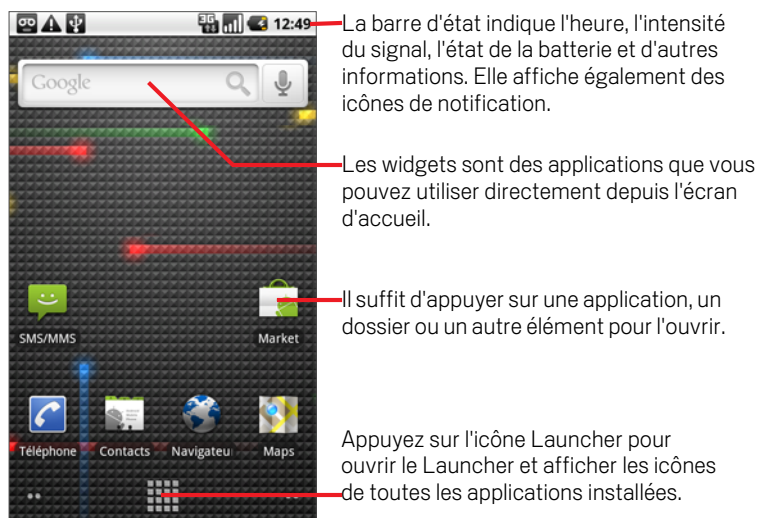 3G 12:49
Google
SMS/MMS
Market
Téléphone
Contacts
Navigateu
Maps
La barre d'état indique l'heure, l'intensité
du signal, l'état de la batterie et d'autres
informations. Elle affiche également des
icônes de notification.
Les widgets sont des applications que vous
pouvez utiliser directement depuis l'écran
d'accueil.
Il suffit d'appuyer sur une application, un
dossier ou un autre élément pour l'ouvrir.
Appuyez sur l'icône Launcher pour
ouvrir le Launcher et afficher les icônes
de toutes les applications installées.